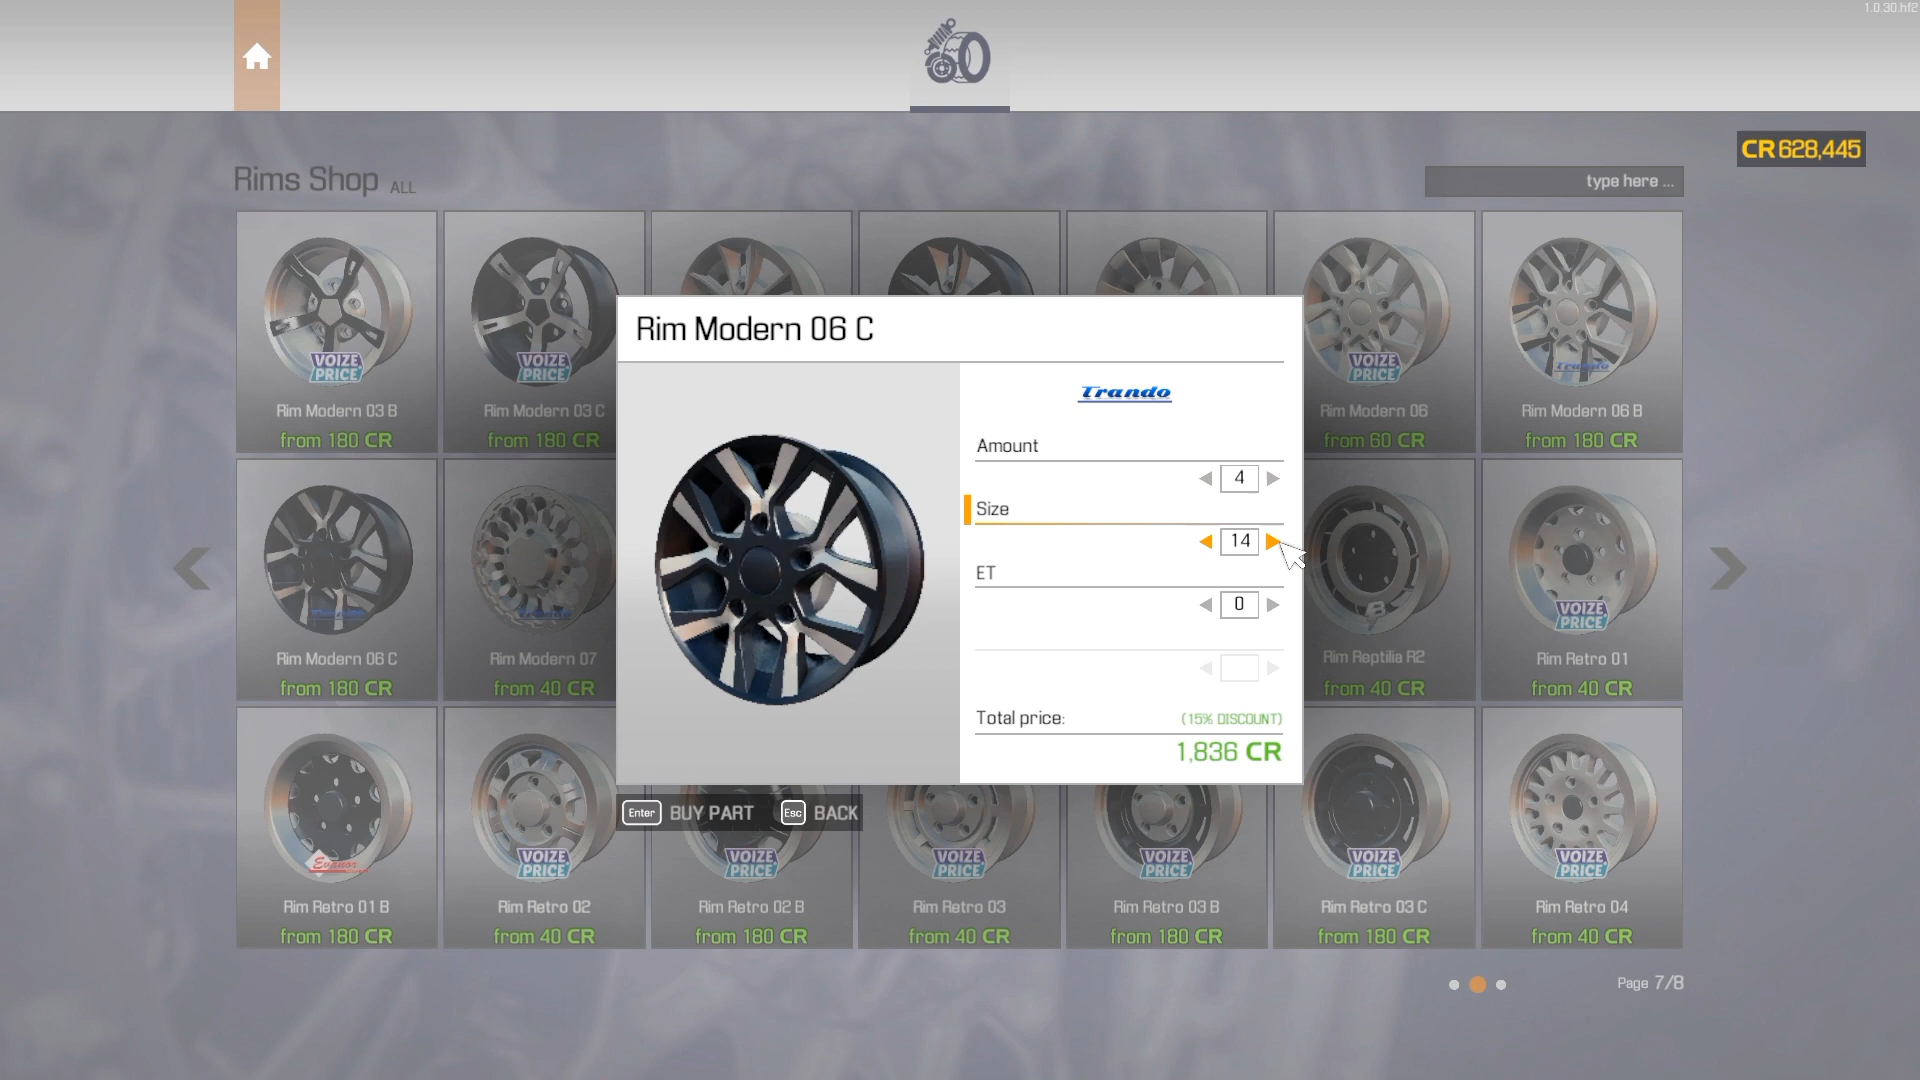 1.0.30.hf2
CR 628,445
Rims Shop ALL
type here ...
VOIZE PRICE
Rim Modern 03 B
from 180 CR
VOIZE PRICE
Rim Modern 03 C
from 180 CR
VOIZE PRICE
Rim Modern 06
from 60 CR
Trando
Rim Modern 06 B
from 180 CR
Rim Modern 06 C
Trando
Amount
4
Size
14
ET
0
Total price:
(15% DISCOUNT)
1,836 CR
Enter BUY PART Esc BACK
Trando
Rim Modern 06 C
from 180 CR
Trando
Rim Modern 07
from 40 CR
Rim Reptilia R2
from 40 CR
VOIZE PRICE
Rim Retro 01
from 40 CR
Evanor
Rim Retro 01 B
from 180 CR
VOIZE PRICE
Rim Retro 02
from 40 CR
VOIZE PRICE
Rim Retro 02 B
from 180 CR
VOIZE PRICE
Rim Retro 03
from 40 CR
VOIZE PRICE
Rim Retro 03 B
from 180 CR
VOIZE PRICE
Rim Retro 03 C
from 180 CR
VOIZE PRICE
Rim Retro 04
from 40 CR
Page 7/8